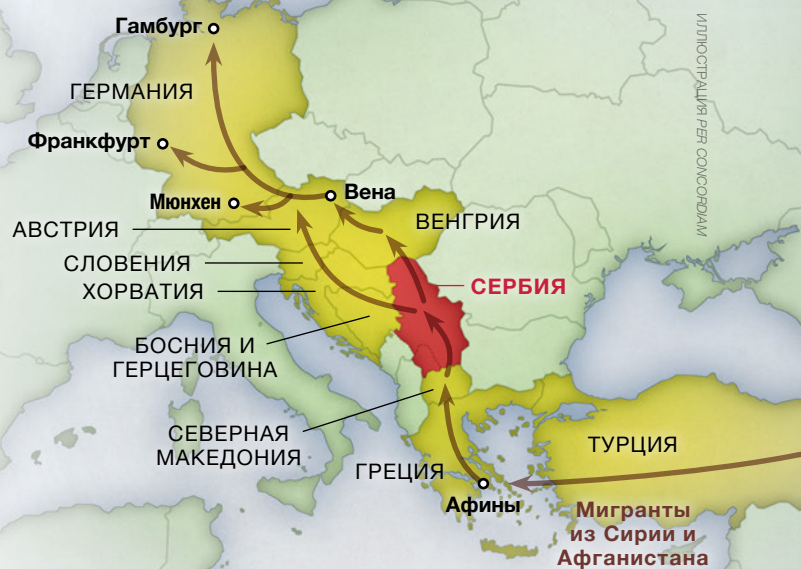 Гамбург
ГЕРМАНИЯ
Франкфурт
Мюнхен
Вена
АВСТРИЯ
ВЕНГРИЯ
СЛОВЕНИЯ
ХОРВАТИЯ
СЕРБИЯ
БОСНИЯ И
ГЕРЦЕГОВИНА
СЕВЕРНАЯ
МАКЕДОНИЯ
ГРЕЦИЯ
ТУРЦИЯ
Афины
Мигранты
из Сирии и
Афганистана
ИЛЛЮСТРАЦИЯ PER CONCORDIAM